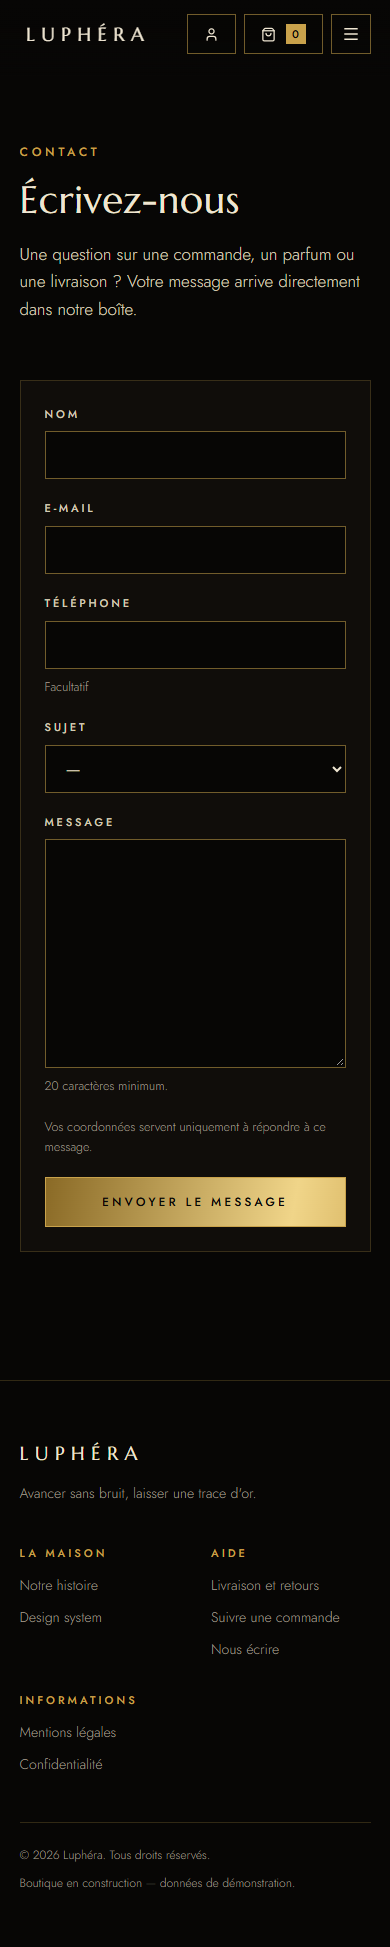 LUPHÉRA
0
CONTACT
Écrivez-nous
Une question sur une commande, un parfum ou
une livraison ? Votre message arrive directement
dans notre boîte.
NOM
E-MAIL
TÉLÉPHONE
Facultatif
SUJET
—
MESSAGE
20 caractères minimum.
Vos coordonnées servent uniquement à répondre à ce
message.
ENVOYER LE MESSAGE
LUPHÉRA
Avancer sans bruit, laisser une trace d'or.
LA MAISON
Notre histoire
Design system
AIDE
Livraison et retours
Suivre une commande
Nous écrire
INFORMATIONS
Mentions légales
Confidentialité
© 2026 Luphéra. Tous droits réservés.
Boutique en construction — données de démonstration.